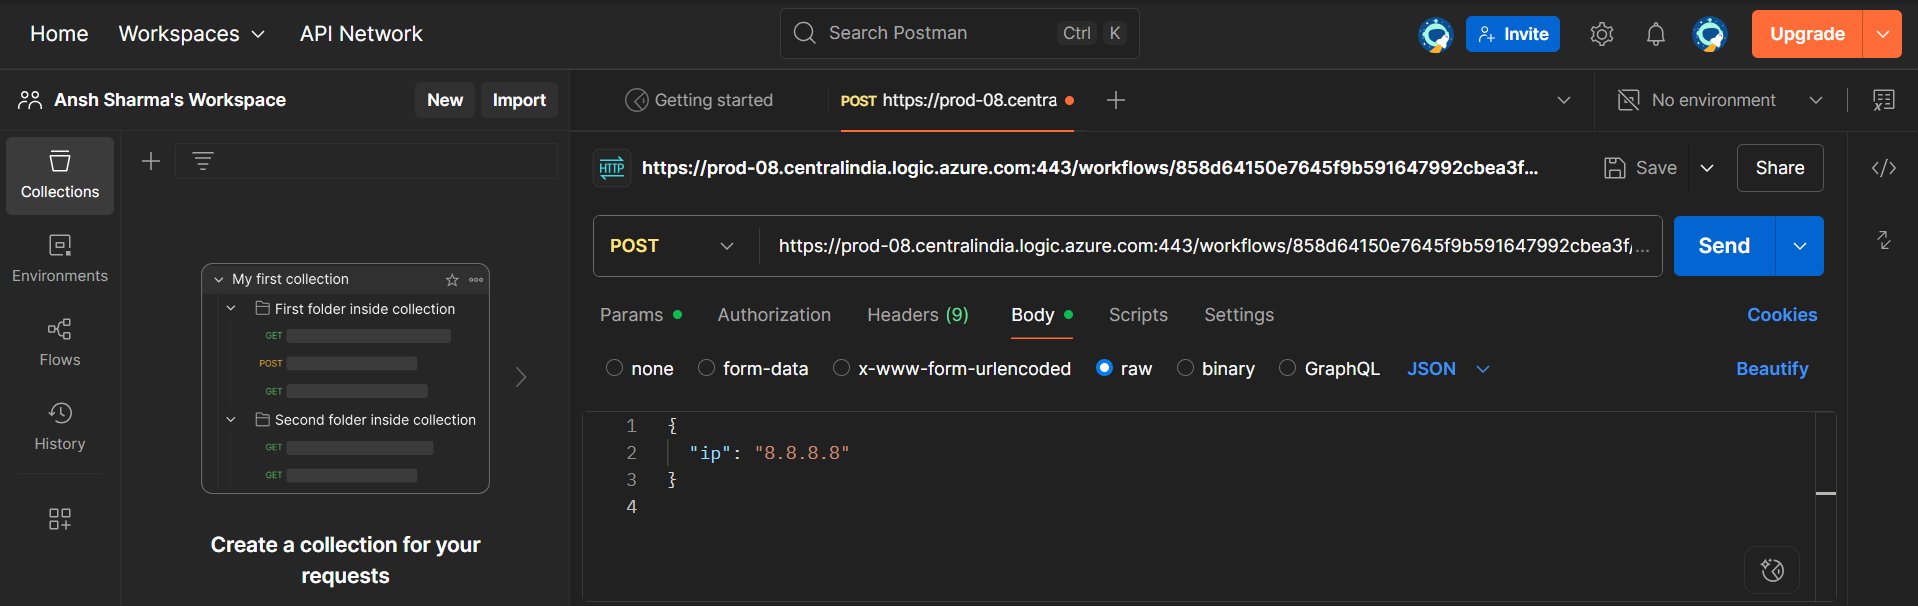 Home Workspaces API Network Search Postman Ctrl K Invite Upgrade
Ansh Sharma's Workspace New Import Getting started POST https://prod-08.centra No environment
HTTP https://prod-08.centralindia.logic.azure.com:443/workflows/858d64150e7645f9b591647992cbea3f... Save Share
Collections
Environments
Flows
History
My first collection
First folder inside collection
GET
POST
GET
Second folder inside collection
GET
GET
Create a collection for your
requests
POST https://prod-08.centralindia.logic.azure.com:443/workflows/858d64150e7645f9b591647992cbea3f/... Send
Params Authorization Headers (9) Body Scripts Settings Cookies
none form-data x-www-form-urlencoded raw binary GraphQL JSON Beautify
1 {
2 "ip": "8.8.8.8"
3 }
4